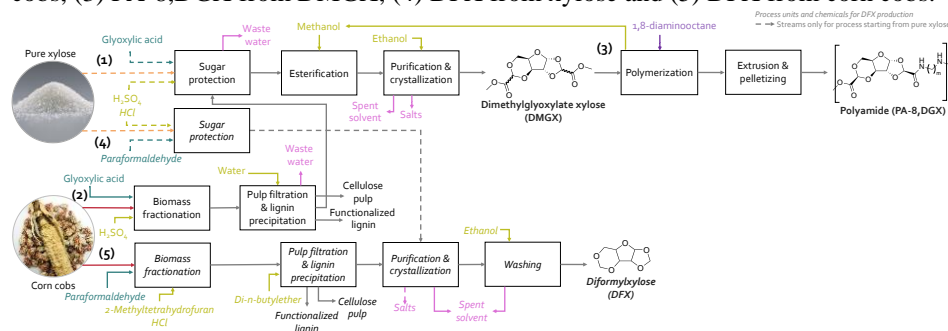 cobs, (3) PA-8,DGX from DMGX, (4) DFX from xylose and (5) DFX from corn cobs.
Process units and chemicals for DFX production
Streams only for process starting from pure xylose
Glyoxylic acid
Waste
water
Methanol
Ethanol
1,8-diaminooctane
Pure xylose
(1)
(3)
Sugar
protection
Esterification
Purification &
crystallization
Polymerization
Extrusion &
pelletizing
H₂SO₄
HCl
Spent
solvent
Salts
Dimethylglyoxylate xylose
(DMGX)
Polyamide (PA-8,DGX)
(4)
Sugar
protection
Paraformaldehyde
Waste
water
Water
Glyoxylic acid
(2)
Biomass
fractionation
Pulp filtration
& lignin
precipitation
Cellulose
pulp
Functionalized
lignin
H₂SO₄
Ethanol
(5)
Biomass
fractionation
Pulp filtration
& lignin
precipitation
Purification &
crystallization
Washing
Corn cobs
Paraformaldehyde
2-Methyltetrahydrofuran
HCl
Di-n-butylether
Functionalized
lignin
Cellulose
pulp
Salts
Spent
solvent
Diformylxylose
(DFX)